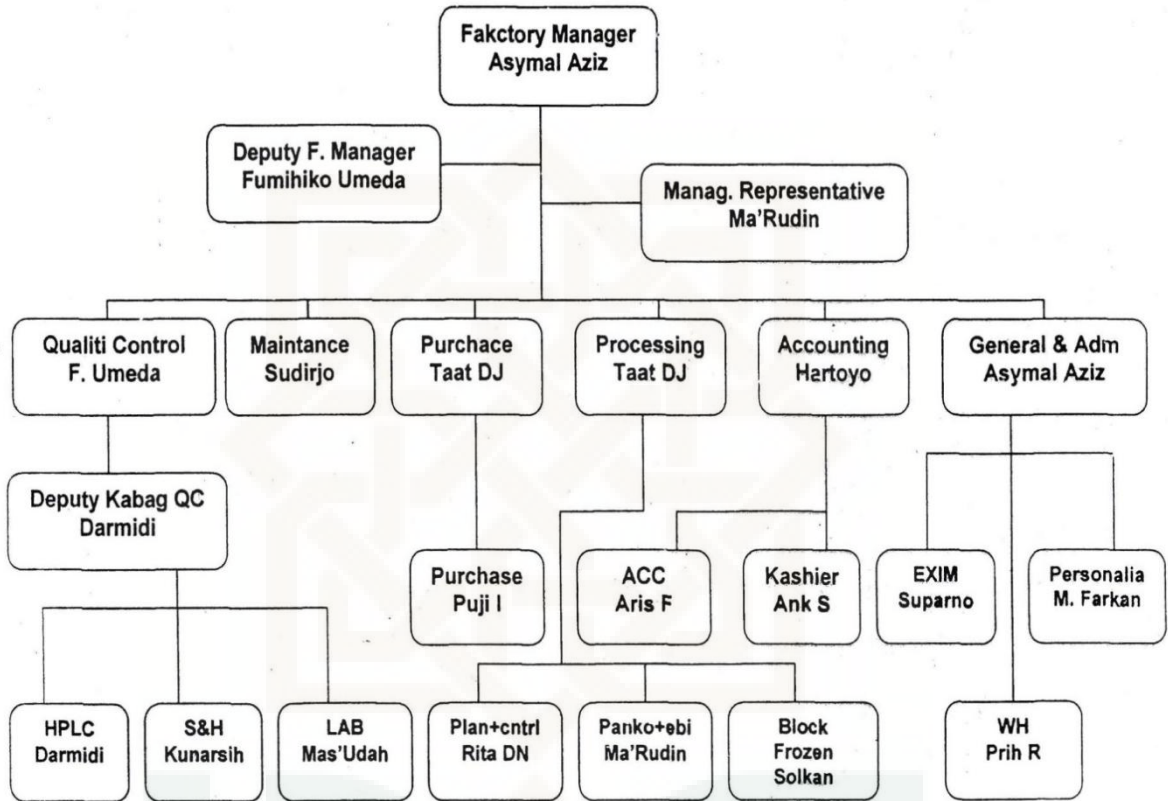 Fakctory Manager
Asymal Aziz
Deputy F. Manager
Fumihiko Umeda
Manag. Representative
Ma'Rudin
Qualiti Control
F. Umeda
Maintance
Sudirjo
Purchace
Taat DJ
Processing
Taat DJ
Accounting
Hartoyo
General & Adm
Asymal Aziz
Deputy Kabag QC
Darmidi
Purchase
Puji I
ACC
Aris F
Kashier
Ank S
EXIM
Suparno
Personalia
M. Farkan
HPLC
Darmidi
S&H
Kunarsih
LAB
Mas'Udah
Plan+cntrl
Rita DN
Panko+ebi
Ma'Rudin
Block
Frozen
Solkan
WH
Prih R